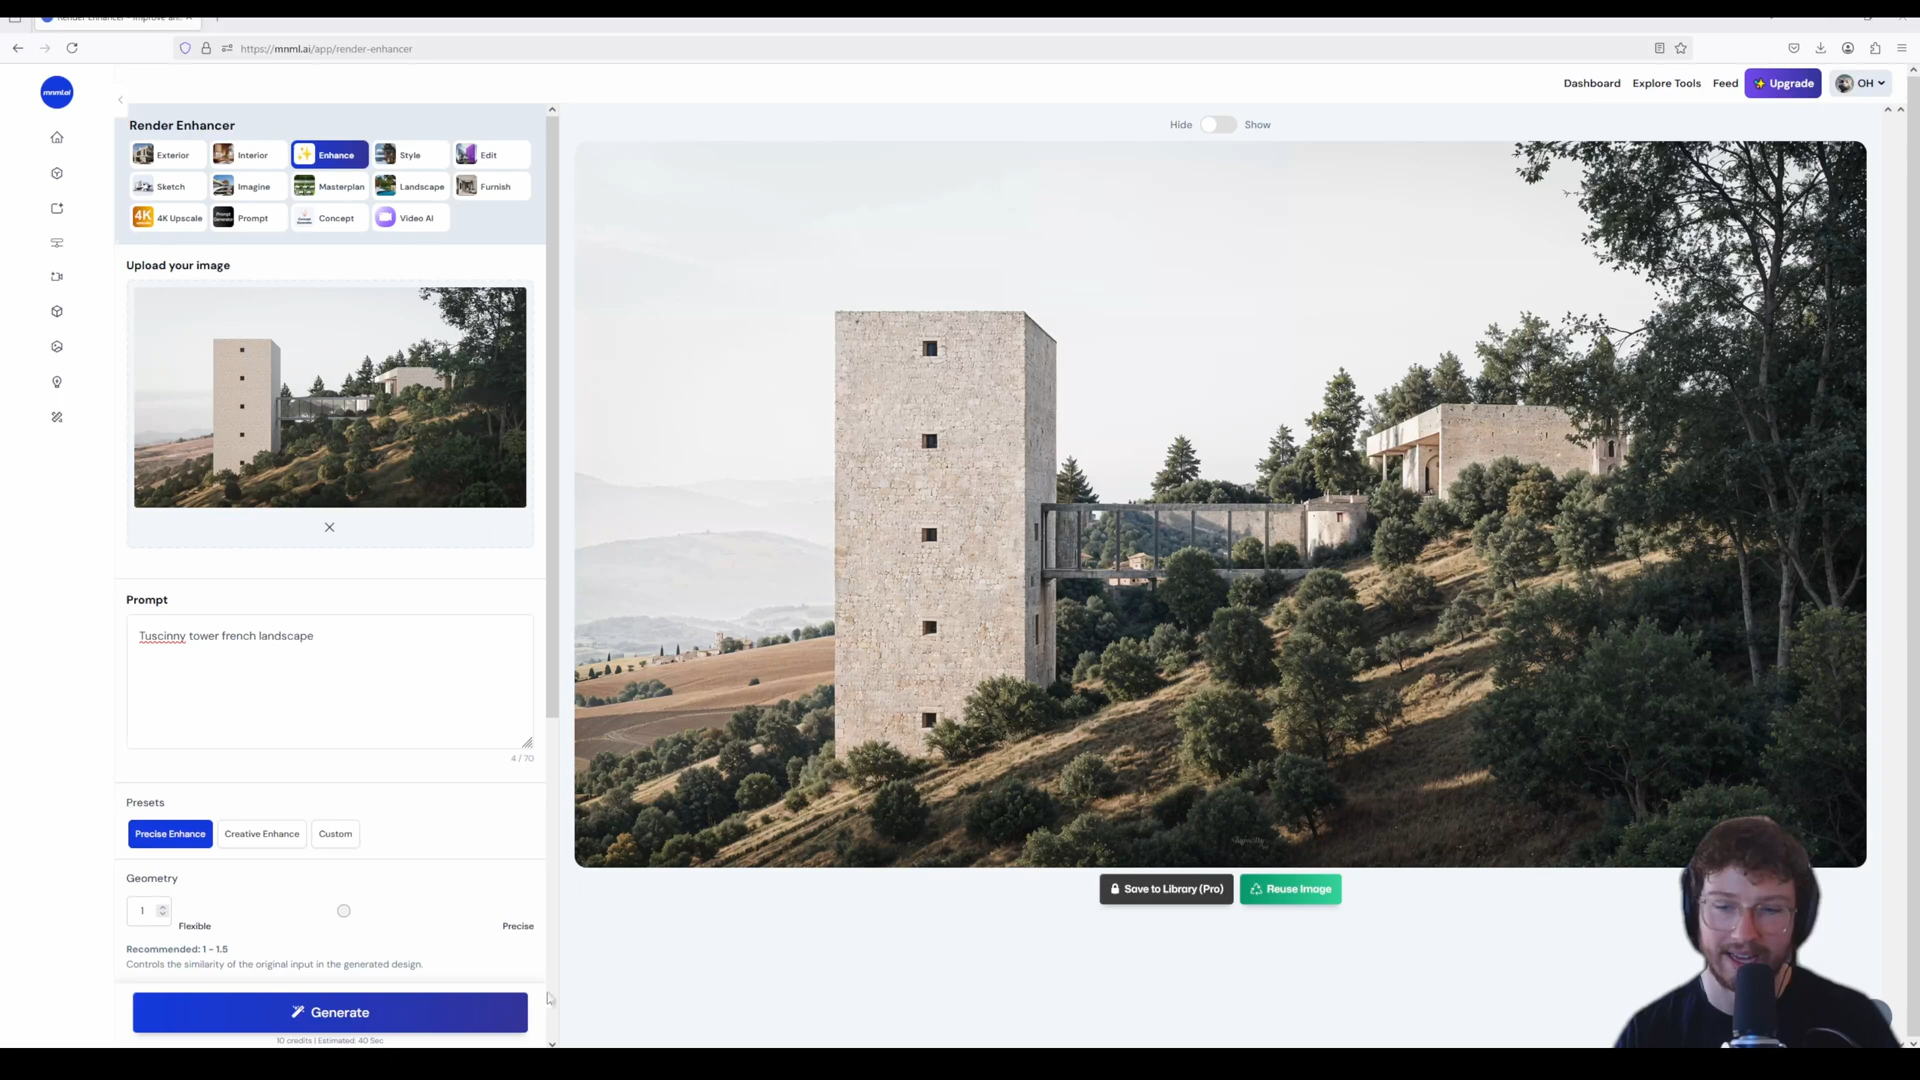 https://mnml.ai/app/render-enhancer
mnml.ai
Dashboard
Explore Tools
Feed
Upgrade
OH
Render Enhancer
Exterior
Interior
Enhance
Style
Edit
Sketch
Imagine
Masterplan
Landscape
Furnish
4K
4K Upscale
Prompt
Concept
Video AI
Hide
Show
Upload your image
Prompt
Tuscinny tower french landscape
4 / 70
Presets
Precise Enhance
Creative Enhance
Custom
Geometry
1
Flexible
Precise
Recommended: 1 - 1.5
Controls the similarity of the original input in the generated design.
Generate
10 credits | Estimated: 40 Sec
Save to Library (Pro)
Reuse Image